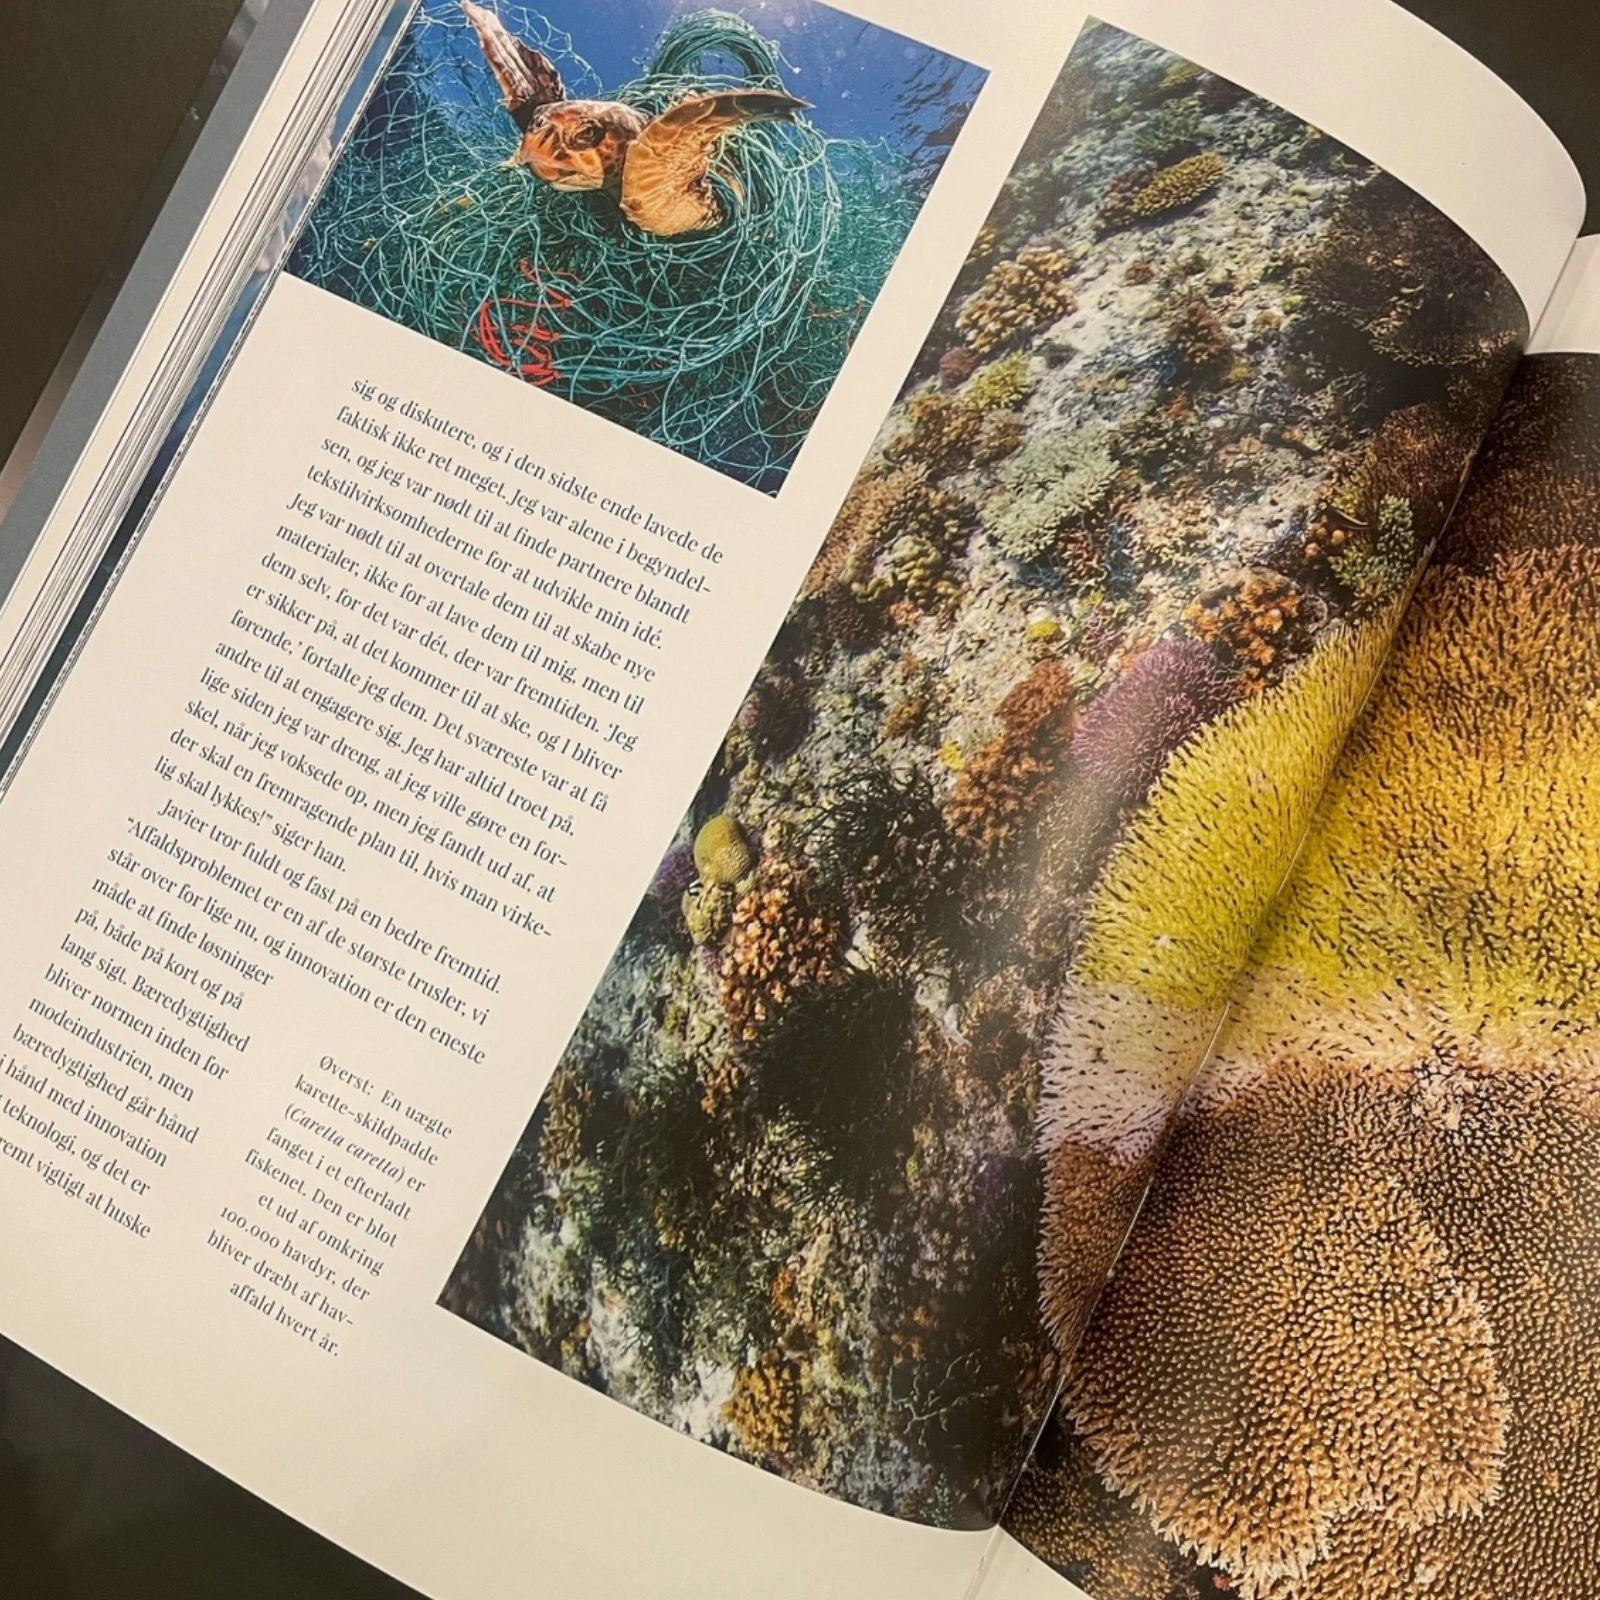 sig og diskutere, og i den sidste ende lavede de
faktisk ikke ret meget. Jeg var alene i begyndel-
sen, og jeg var nødt til at finde partnere blandt
tekstilvirksomhederne for at udvikle min idé.
Jeg var nødt til at overtale dem til at skabe nye
materialer, ikke for at lave dem til mig, men til
dem selv, for det var dét, der var fremtiden. ‘Jeg
er sikker på, at det kommer til at ske, og I bliver
førende,’ fortalte jeg dem. Det sværeste var at få
andre til at engagere sig. Jeg har altid troet på,
lige siden jeg var dreng, at jeg ville gøre en for-
skel, når jeg voksede op, men jeg fandt ud af, at
der skal en fremragende plan til, hvis man virke-
lig skal lykkes!” siger han.
Javier tror fuldt og fast på en bedre fremtid.
“Affaldsproblemet er en af de største trusler, vi
står over for lige nu, og innovation er den eneste
måde at finde løsninger
på, både på kort og på
lang sigt. Bæredygtighed
bliver normen inden for
modeindustrien, men
bæredygtighed går hånd
i hånd med innovation
teknologi, og det er
vigtigt at huske
Øverst: En uægte
karette-skildpadde
(Caretta caretta) er
fanget i et efterladt
fiskenet. Den er blot
et ud af omkring
100.000 havdyr, der
bliver dræbt af hav-
affald hvert år.